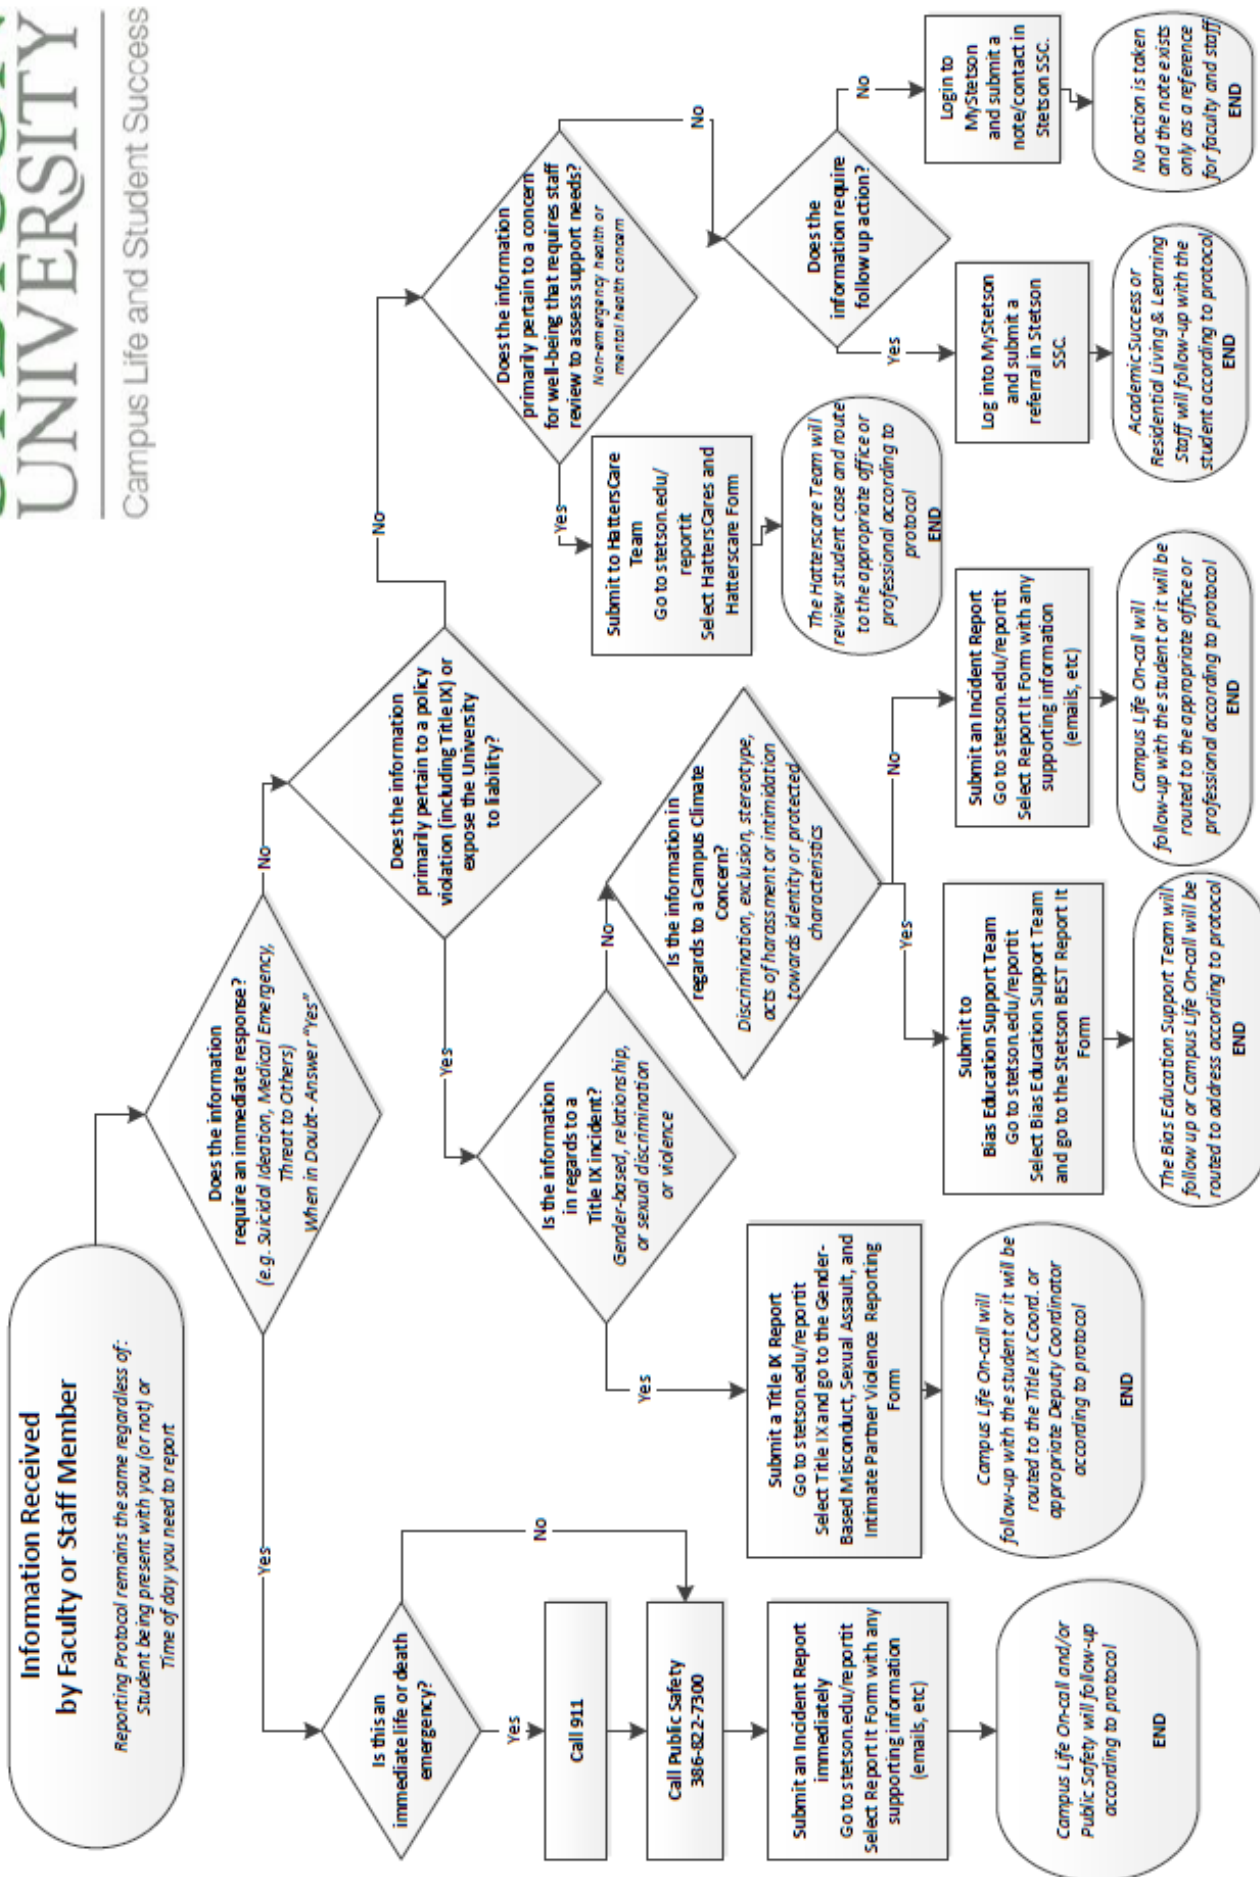 UNIVERSITY
Campus Life and Student Success
Information Received
by Faculty or Staff Member
Reporting Protocol remains the same regardless of:
Student being present with you (or not) or
Time of day you need to report
Does the information
require an immediate response?
(e.g. Suicidal Ideation, Medical Emergency,
Threat to Others)
When in Doubt- Answer "Yes"
Yes
No
Is this an
immediate life or death
emergency?
Yes
No
Call 911
Call Public Safety
386-822-7300
Submit an Incident Report
immediately
Go to stetson.edu/reportit
Select Report It Form with any
supporting information
(emails, etc)
Campus Life On-call and/or
Public Safety will follow-up
according to protocol
END
Does the information
primarily pertain to a policy
violation (including Title IX) or
expose the University
to liability?
Yes
No
Is the information
in regards to a
Title IX incident?
Gender-based, relationship,
or sexual discrimination
or violence
Yes
No
Submit a Title IX Report
Go to stetson.edu/reportit
Select Title IX and go to the Gender-
Based Misconduct, Sexual Assault, and
Intimate Partner Violence Reporting
Form
Campus Life On-call will
follow-up with the student or it will be
routed to the Title IX Coord. or
appropriate Deputy Coordinator
according to protocol
END
Is the information in
regards to a Campus Climate
Concern?
Discrimination, exclusion, stereotype,
acts of harassment or intimidation
towards identity or protected
characteristics
Yes
No
Submit to
Bias Education Support Team
Go to stetson.edu/reportit
Select Bias Education Support Team
and go to the Stetson BEST Report It
Form
The Bias Education Support Team will
follow up or Campus Life On-call will be
routed to address according to protocol
END
Submit an Incident Report
Go to stetson.edu/reportit
Select Report It Form with any
supporting information
(emails, etc)
Campus Life On-call will
follow-up with the student or it will be
routed to the appropriate office or
professional according to protocol
END
Does the information
primarily pertain to a concern
for well-being that requires staff
review to assess support needs?
Non-emergency health or
mental health concern
Yes
No
Submit to HattersCare
Team
Go to stetson.edu/
reportit
Select HattersCares and
Hatterscare Form
The Hatterscare Team will
review student case and route
to the appropriate office or
professional according to
protocol
END
Does the
information require
follow up action?
Yes
No
Log into MyStetson
and submit a
referral in Stetson
SSC.
Academic Success or
Residential Living & Learning
Staff will follow-up with the
student according to protocol
END
Login to
MyStetson
and submit a
note/contact in
Stetson SSC.
No action is taken
and the note exists
only as a reference
for faculty and staff
END